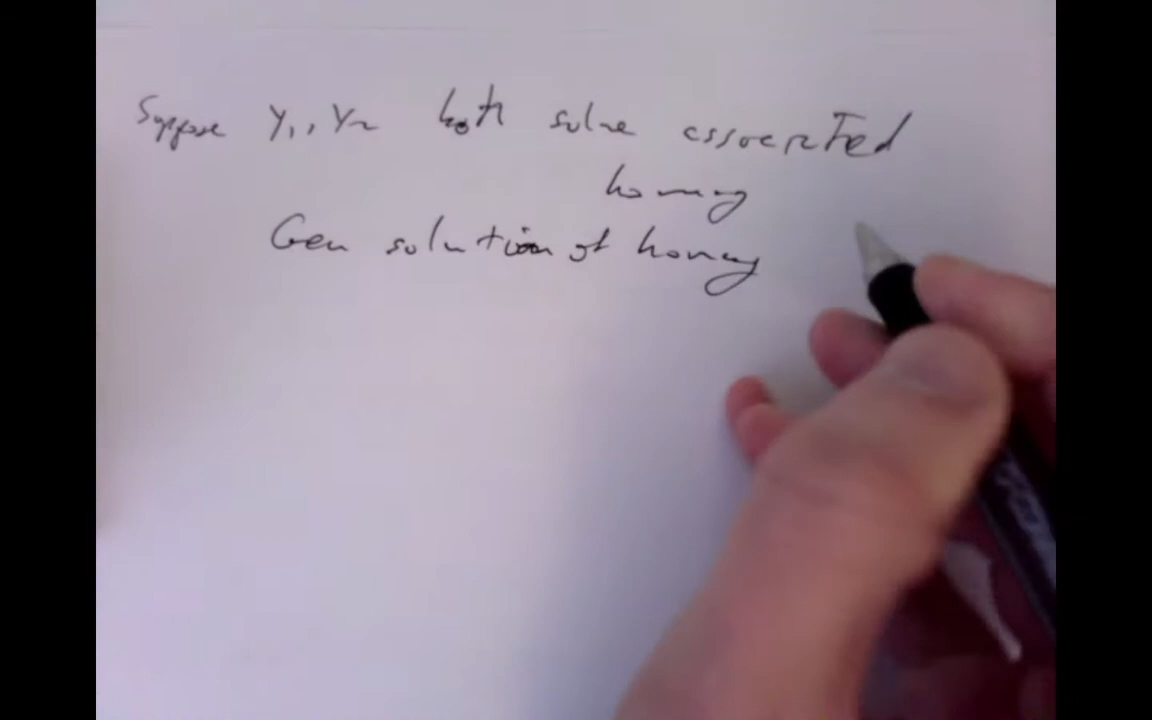 Suppose y1, y2 both solve associated
homog
Gen solution of homog